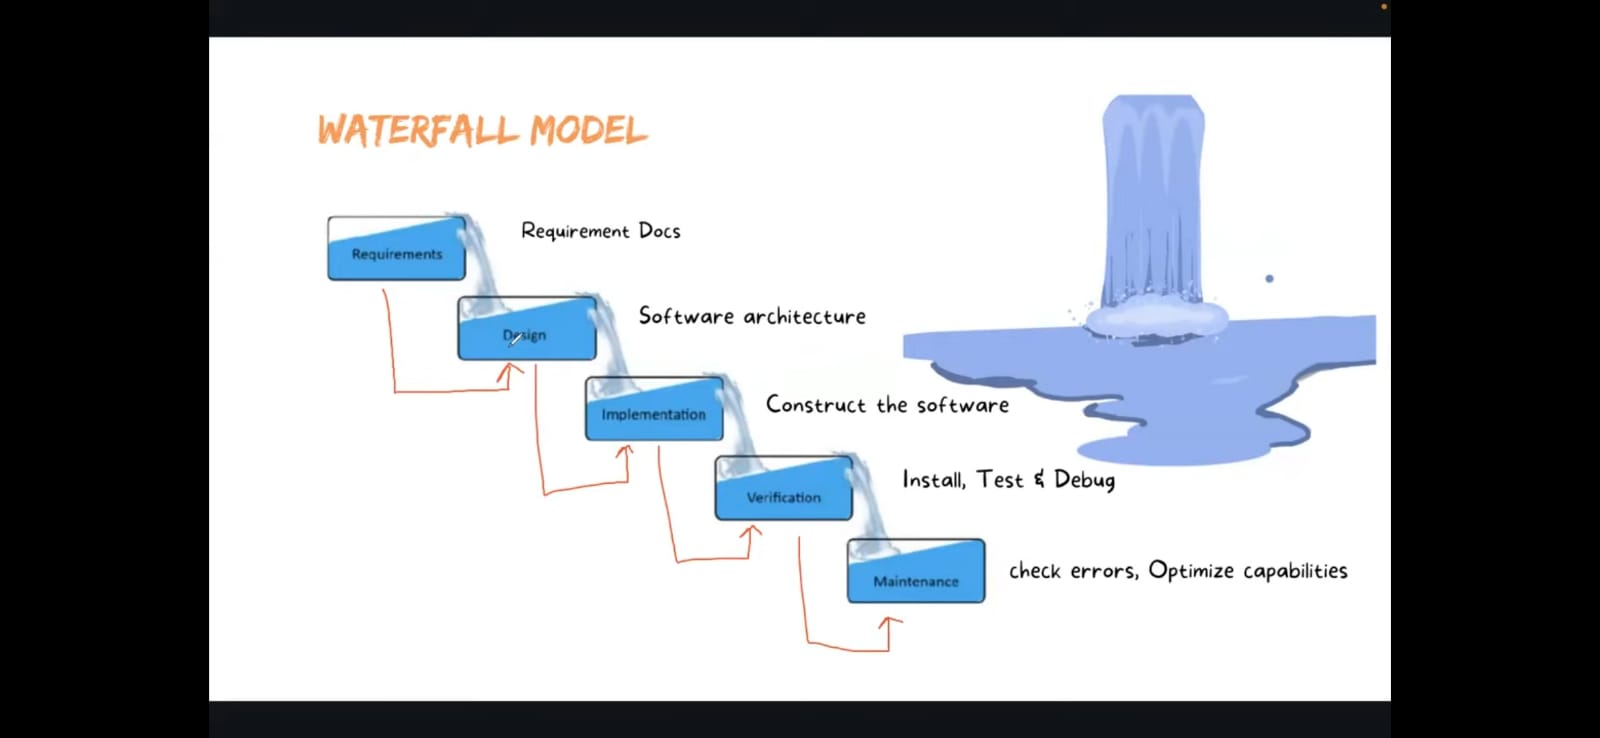 WATERFALL MODEL
Requirements
Requirement Docs
Design
Software architecture
Implementation
Construct the software
Verification
Install, Test & Debug
Maintenance
check errors, Optimize capabilities